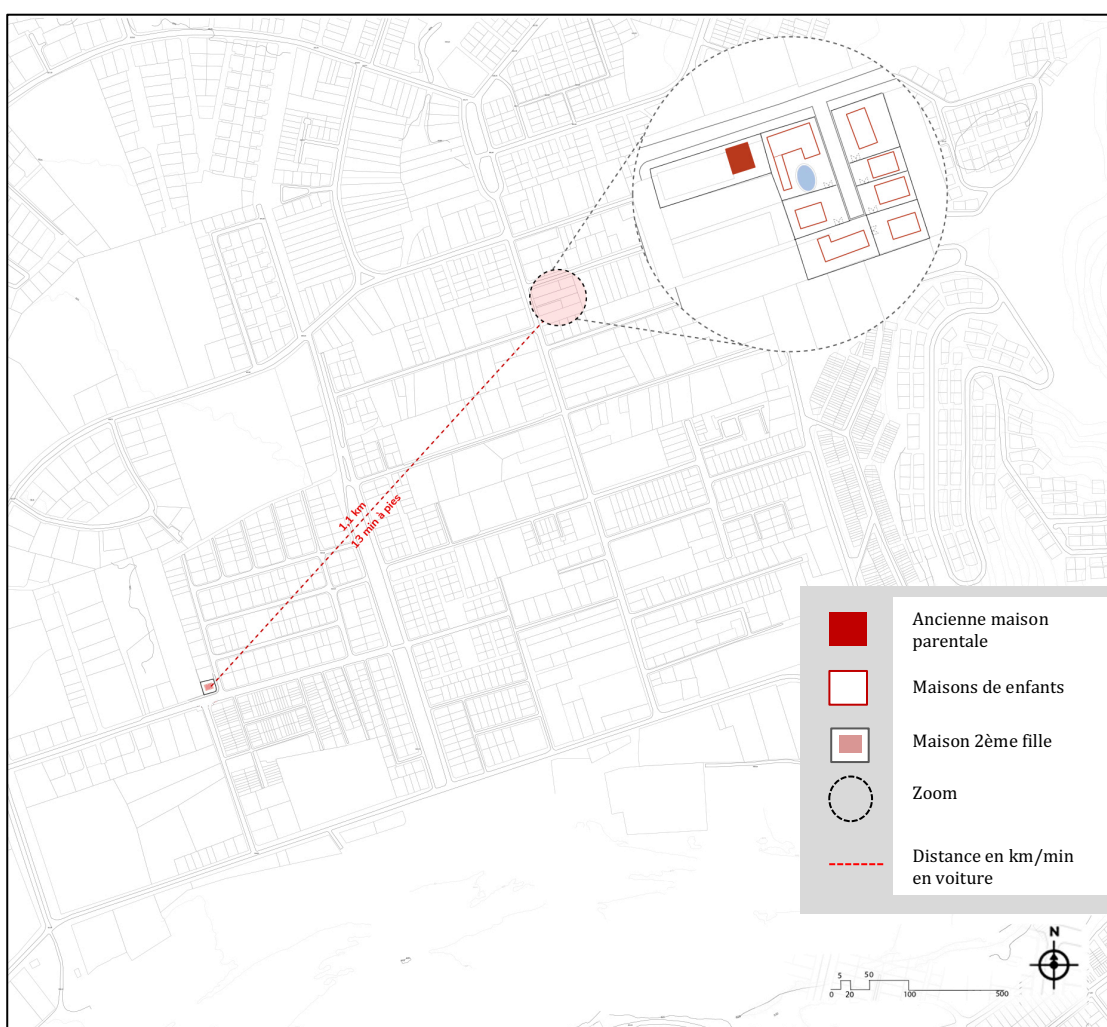 1,1 km
13 min à pies
Ancienne maison
parentale
Maisons de enfants
Maison 2ème fille
Zoom
Distance en km/min
en voiture
N
5 50
0 20 100 500